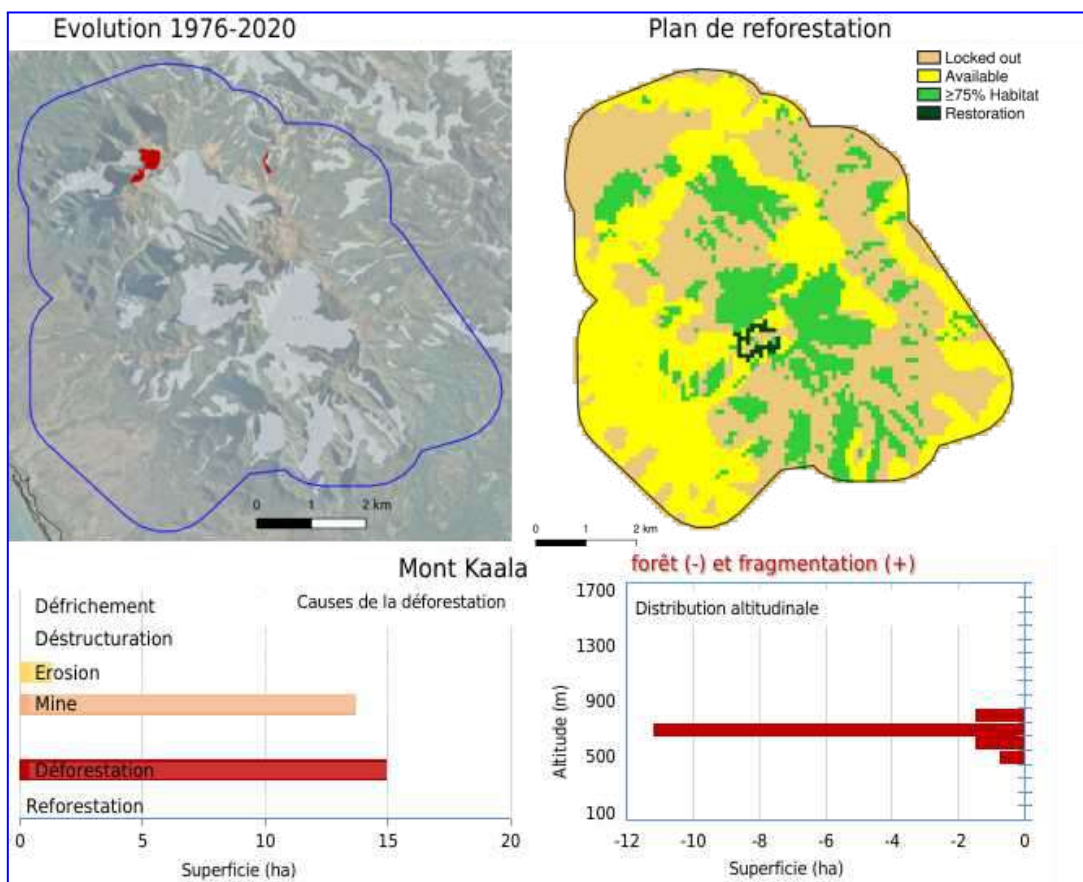 Evolution 1976-2020
Plan de reforestation
Locked out
Available
≥75% Habitat
Restoration
0 1 2 km
0 1 2 km
Mont Kaala
forêt (-) et fragmentation (+)
Causes de la déforestation
Défrichement
Déstructuration
Erosion
Mine
Déforestation
Reforestation
0 5 10 15 20
Superficie (ha)
Distribution altitudinale
Altitude (m)
1700
1300
900
500
100
-12 -10 -8 -6 -4 -2 0
Superficie (ha)